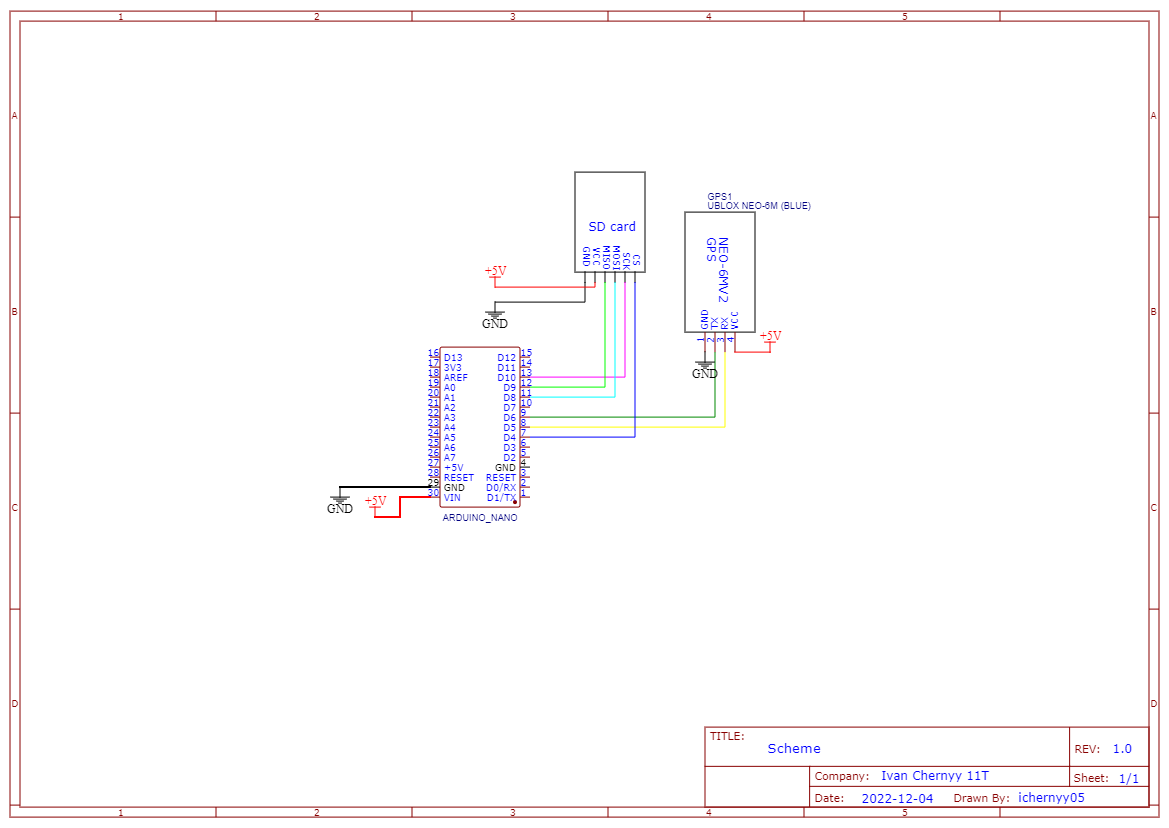 1 2 3 4 5
A A
B B
C C
D D
SD card
GND VCC MISO MOSI SCK CS
+5V
GND
GPS1
UBLOX NEO-6M (BLUE)
NEO-6MV2
GPS
GND TX RX VCC
1 2 3 4
+5V
GND
16 D13 D12 15
17 3V3 D11 14
18 AREF D10 13
19 A0 D9 12
20 A1 D8 11
21 A2 D7 10
22 A3 D6 9
23 A4 D5 8
24 A5 D4 7
25 A6 D3 6
26 A7 D2 5
27 +5V GND 4
28 RESET RESET 3
29 GND D0/RX 2
30 VIN D1/TX 1
ARDUINO_NANO
GND
+5V
TITLE:
Scheme
REV: 1.0
Company: Ivan Chernyy 11T
Sheet: 1/1
Date: 2022-12-04 Drawn By: ichernyy05
1 2 3 4 5